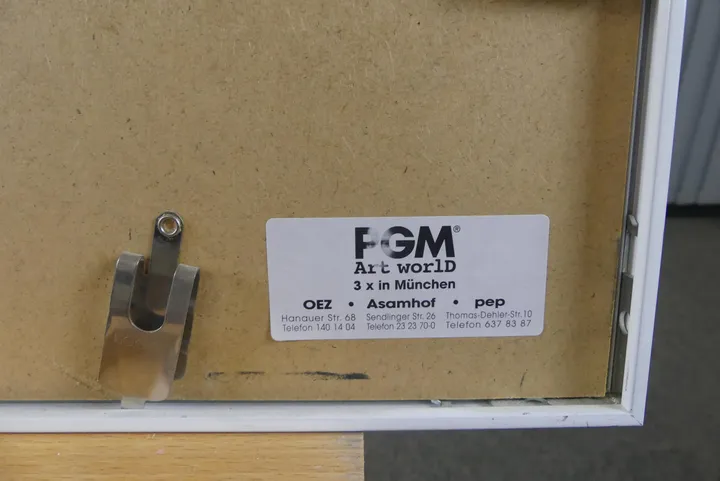 PGM®
Art worlD
3 x in München
OEZ • Asamhof • pep
Hanauer Str. 68 Sendlinger Str. 26 Thomas-Dehler-Str. 10
Telefon 140 14 04 Telefon 23 23 70-0 Telefon 637 83 87